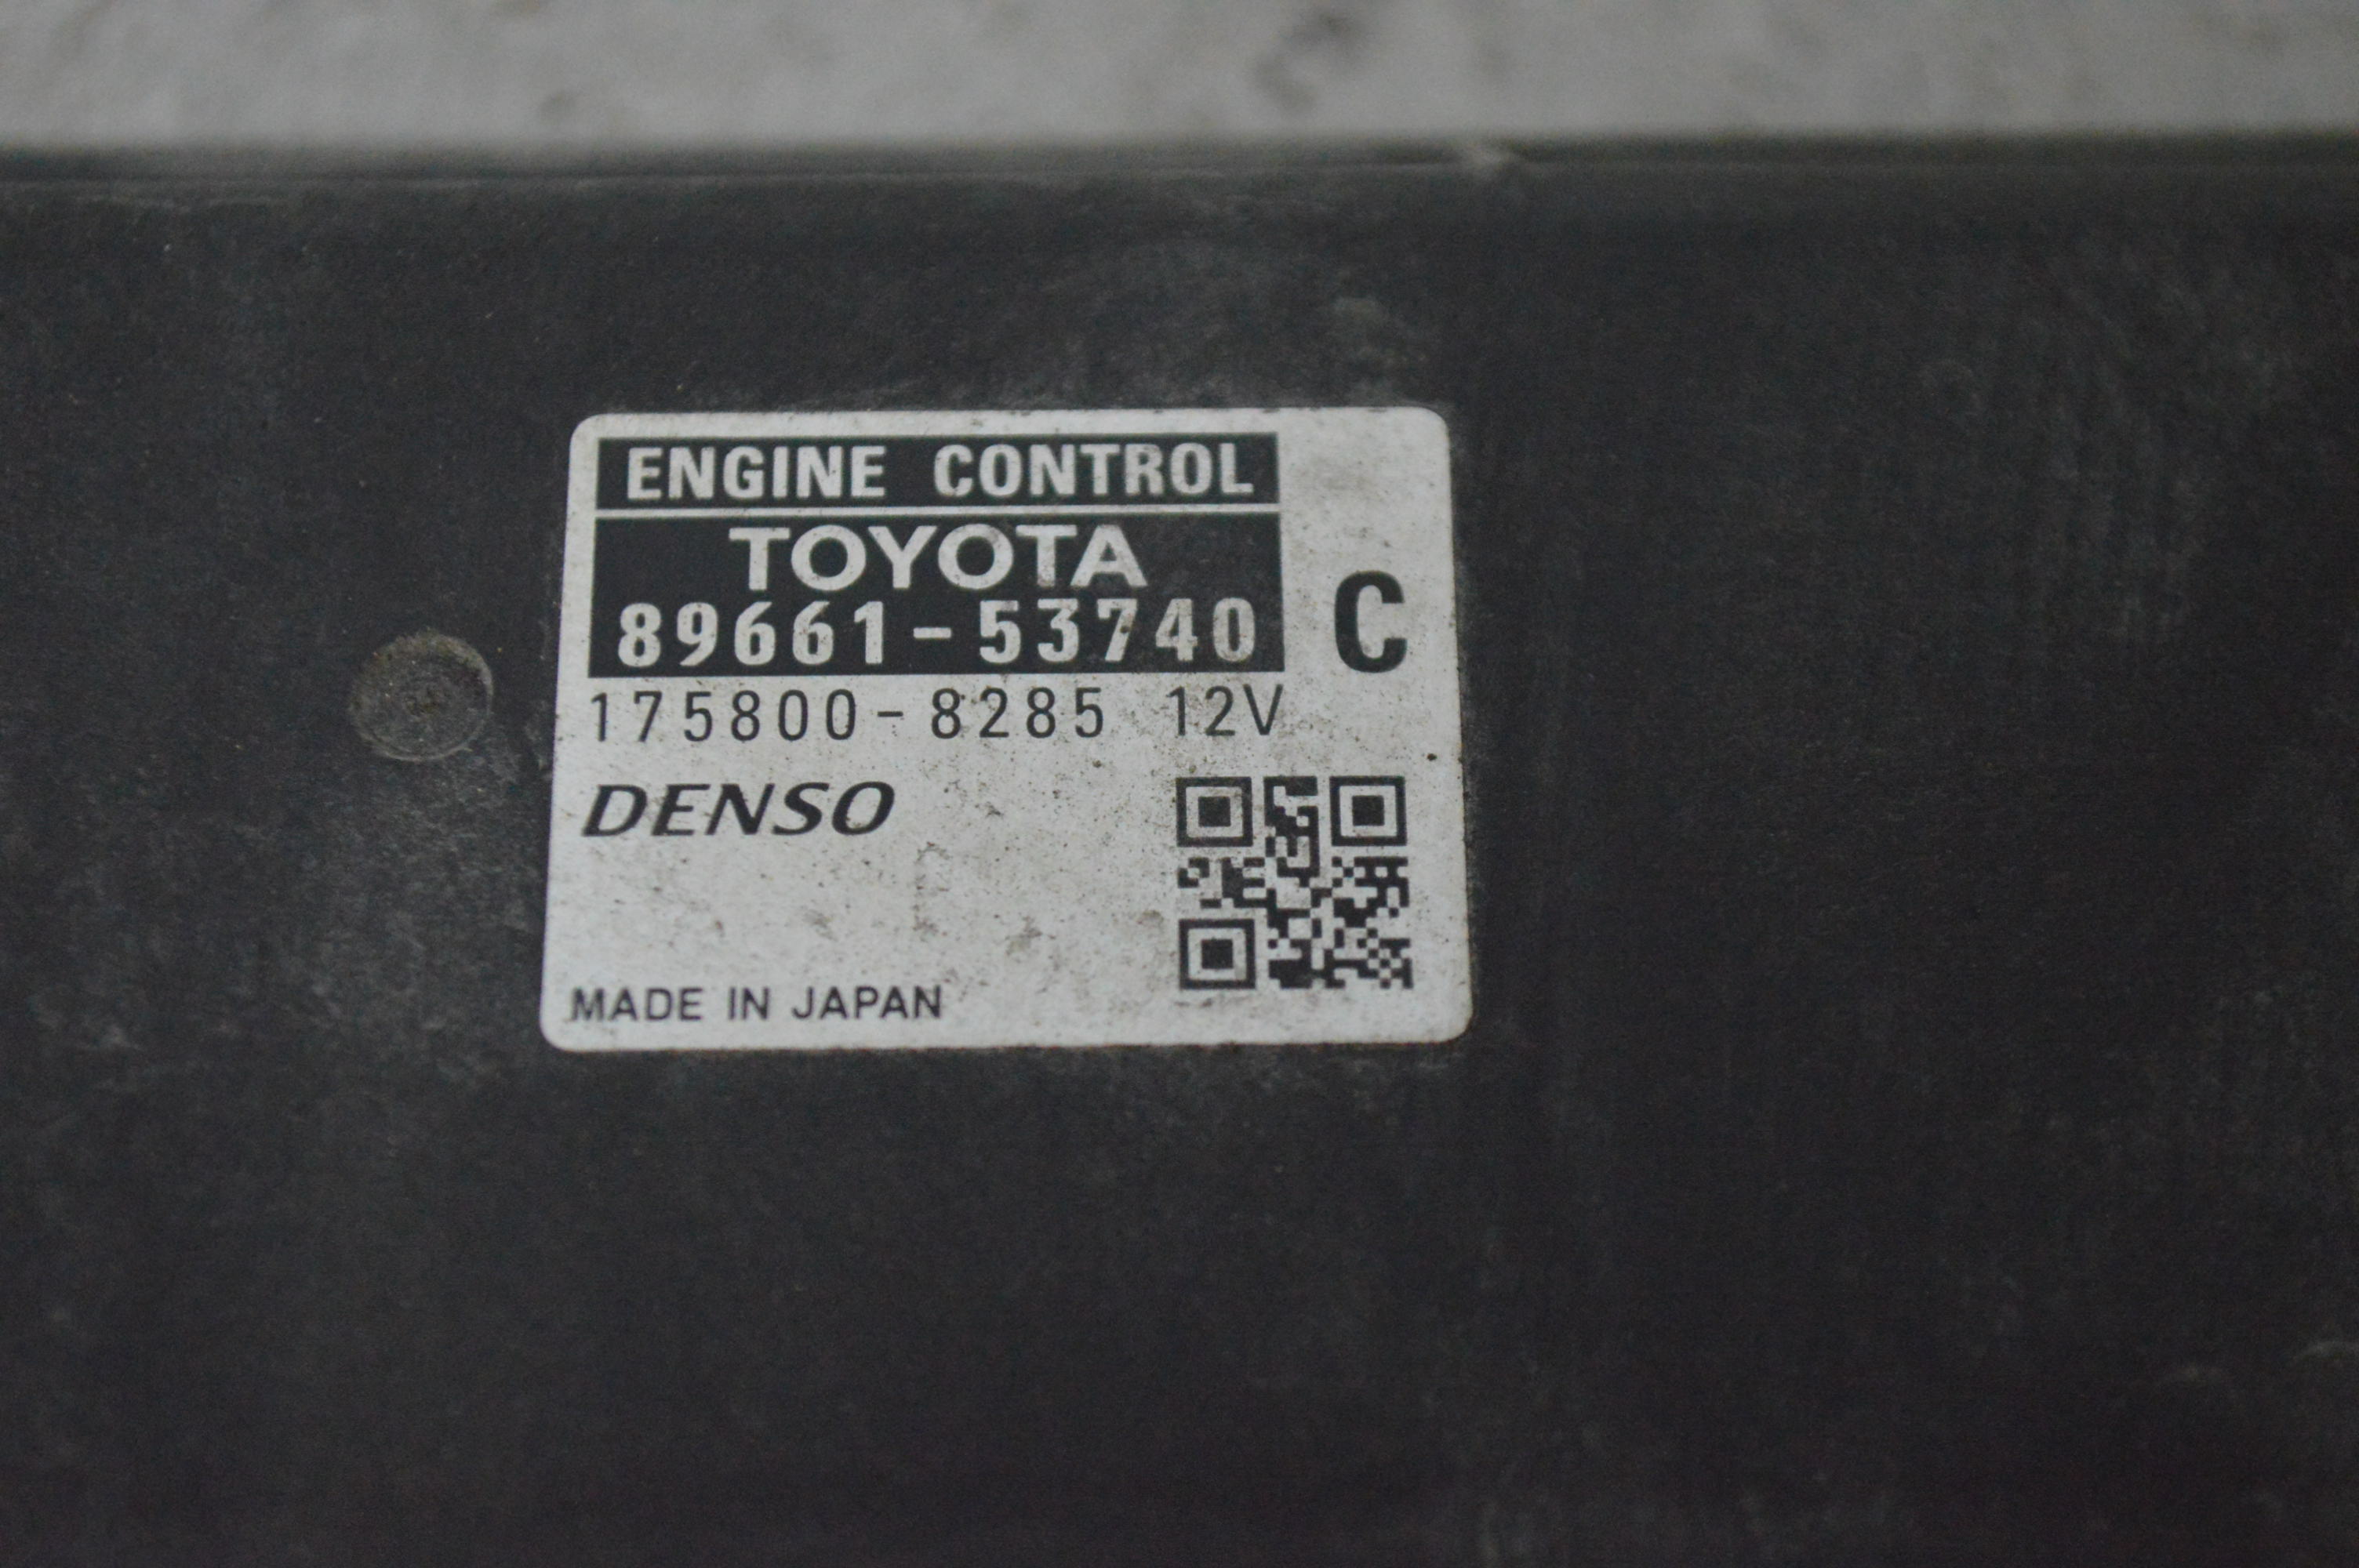 ENGINE CONTROL
TOYOTA
89661-53740
C
175800-8285 12V
DENSO
MADE IN JAPAN